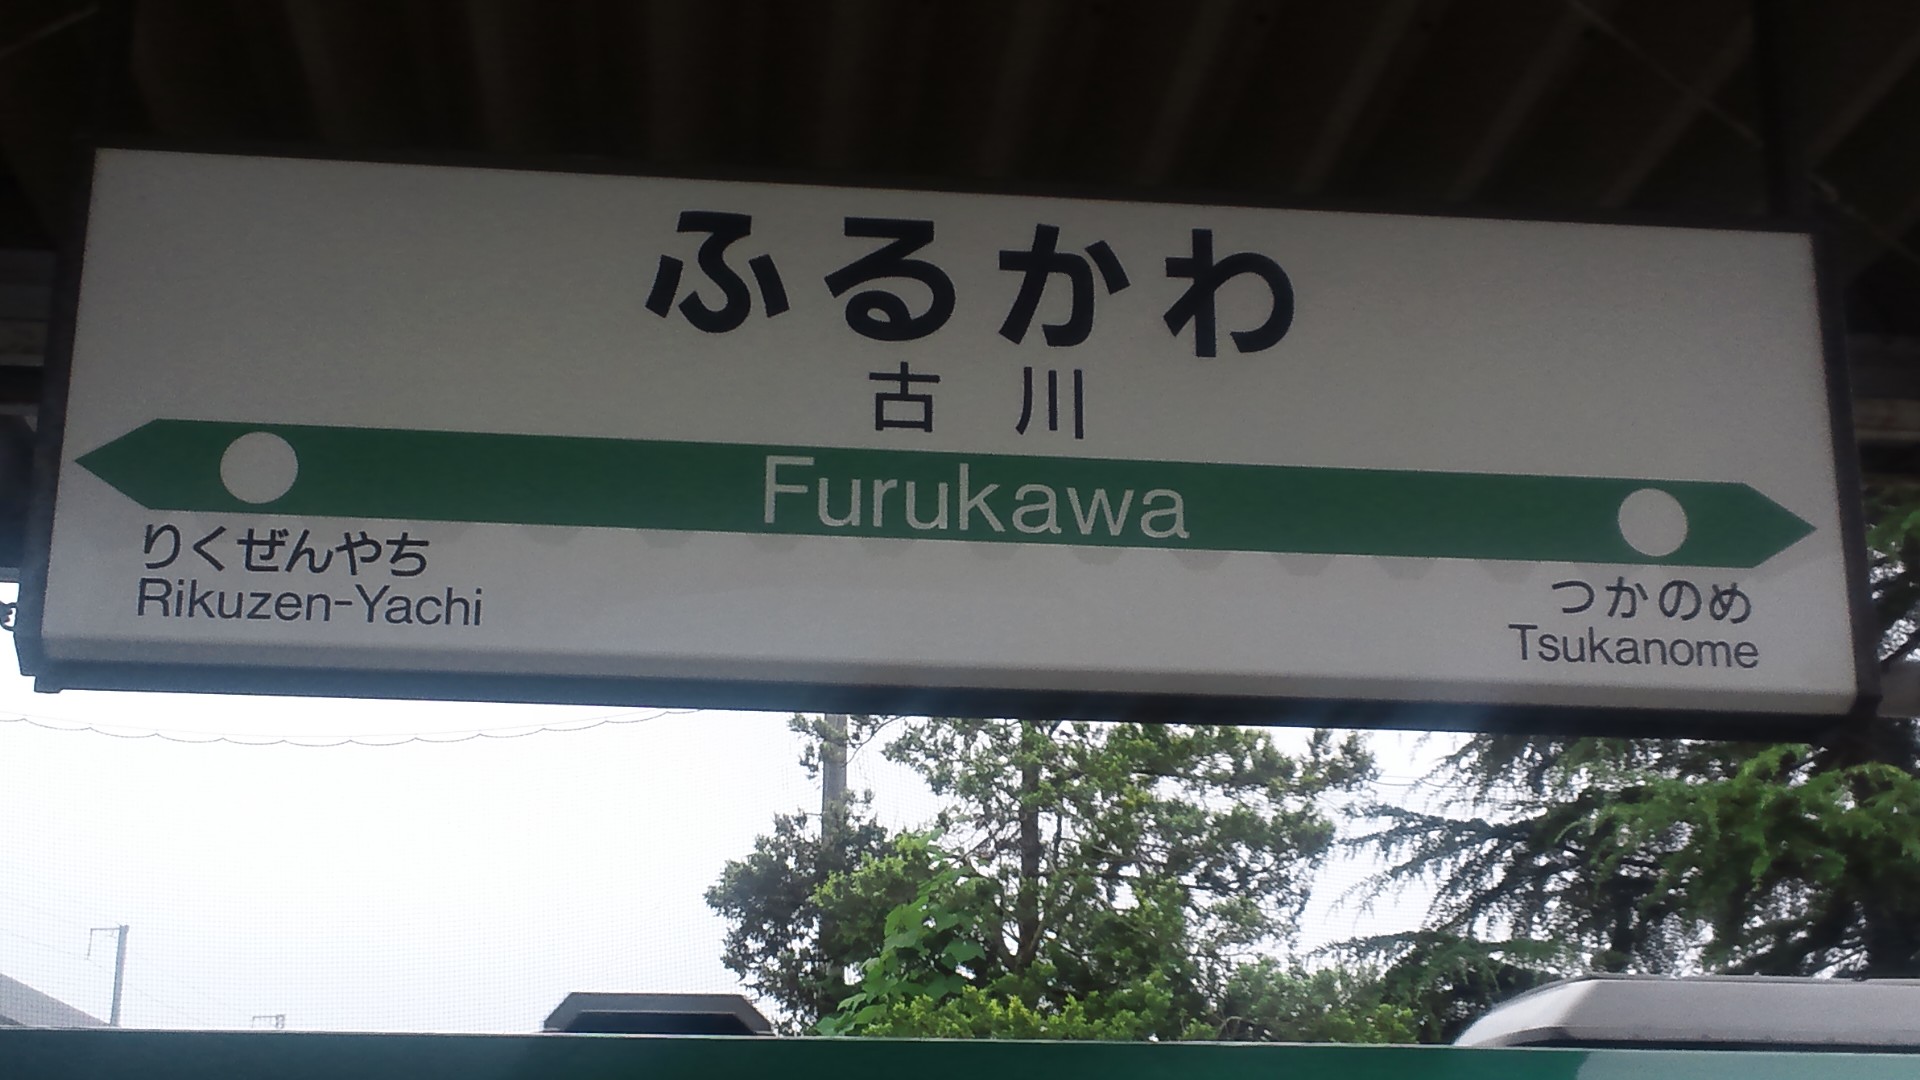 ふるかわ
古川
Furukawa
りくぜんやち
Rikuzen-Yachi
つかのめ
Tsukanome